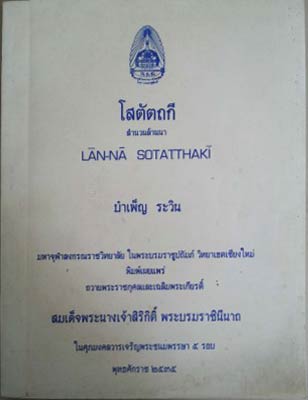 โสตัตถกี
สำนวนล้านนา
LĀN-NĀ SOTATTHAKĪ
บำเพ็ญ ระวิน
มหาจุฬาลงกรณราชวิทยาลัย ในพระบรมราชูปถัมภ์ วิทยาเขตเชียงใหม่
พิมพ์เผยแพร่
ถวายพระราชกุศลและเฉลิมพระเกียรติ์
สมเด็จพระนางเจ้าสิริกิติ์ พระบรมราชินีนาถ
ในศุภมงคลวารเจริญพระชนมพรรษา ๕ รอบ
พุทธศักราช ๒๕๓๕